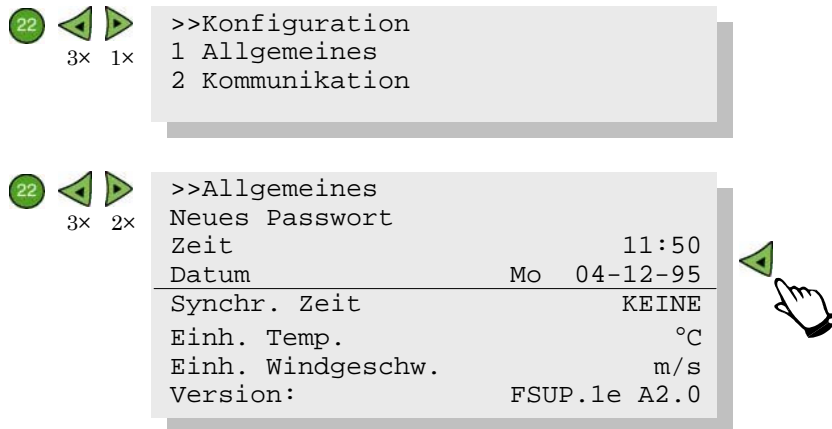 22
>>Konfiguration
3× 1×
1 Allgemeines
2 Kommunikation
22
>>Allgemeines
3× 2×
Neues Passwort
Zeit 11:50
Datum Mo 04-12-95
Synchr. Zeit KEINE
Einh. Temp. °C
Einh. Windgeschw. m/s
Version: FSUP.1e A2.0